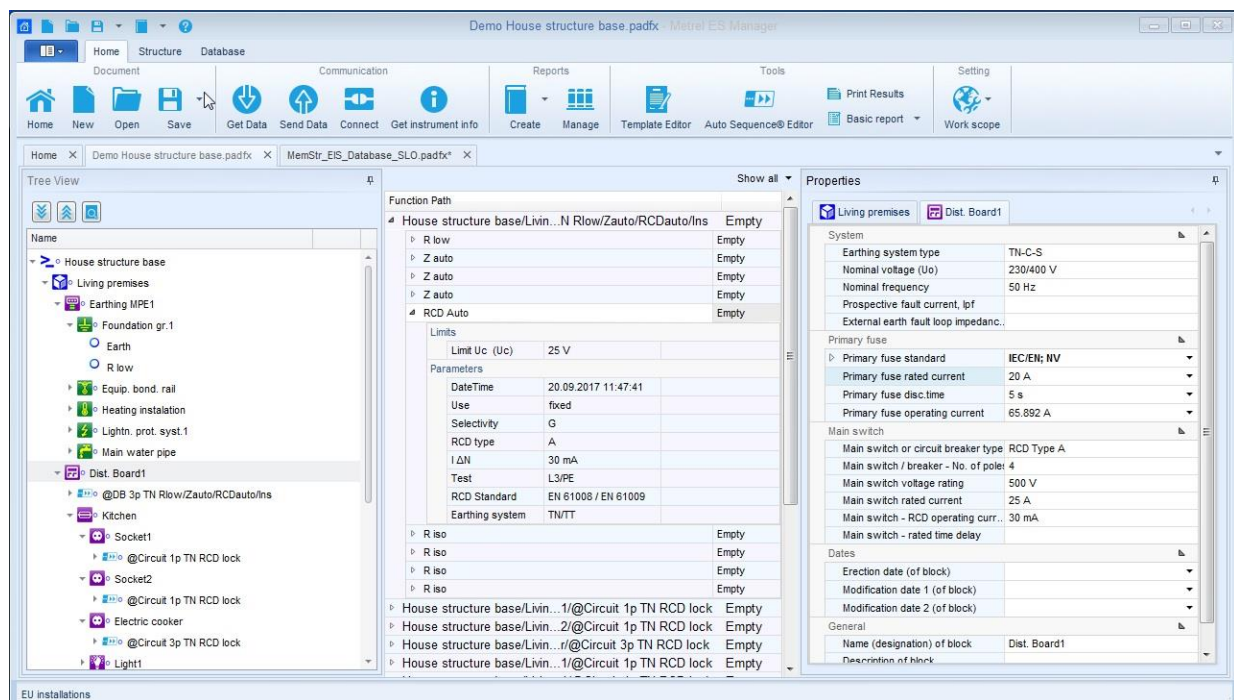 Demo House structure base.padfx - Metrel ES Manager
Home Structure Database
Document Communication Reports Tools Setting
Home New Open Save Get Data Send Data Connect Get instrument info Create Manage Template Editor Auto Sequence® Editor Print Results Basic report Work scope
Home X Demo House structure base.padfx X MemStr_EIS_Database_SLO.padfx* X
Tree View
Name
House structure base
Living premises
Earthing MPE1
Foundation gr.1
Earth
R low
Equip. bond. rail
Heating instalation
Lightn. prot. syst.1
Main water pipe
Dist. Board1
@DB 3p TN Rlow/Zauto/RCDauto/Ins
Kitchen
Socket1
@Circuit 1p TN RCD lock
Socket2
@Circuit 1p TN RCD lock
Electric cooker
@Circuit 3p TN RCD lock
Light1
Show all
Function Path
House structure base/Livin...N Rlow/Zauto/RCDauto/Ins Empty
R low Empty
Z auto Empty
Z auto Empty
Z auto Empty
RCD Auto Empty
Limits
Limit Uc (Uc) 25 V
Parameters
DateTime 20.09.2017 11:47:41
Use fixed
Selectivity G
RCD type A
I ΔN 30 mA
Test L3/PE
RCD Standard EN 61008 / EN 61009
Earthing system TN/TT
R iso Empty
R iso Empty
R iso Empty
R iso Empty
House structure base/Livin...1/@Circuit 1p TN RCD lock Empty
House structure base/Livin...2/@Circuit 1p TN RCD lock Empty
House structure base/Livin...r/@Circuit 3p TN RCD lock Empty
House structure base/Livin...1/@Circuit 1p TN RCD lock Empty
Properties
Living premises Dist. Board1
System
Earthing system type TN-C-S
Nominal voltage (Uo) 230/400 V
Nominal frequency 50 Hz
Prospective fault current, Ipf
External earth fault loop impedanc..
Primary fuse
Primary fuse standard IEC/EN; NV
Primary fuse rated current 20 A
Primary fuse disc.time 5 s
Primary fuse operating current 65.892 A
Main switch
Main switch or circuit breaker type RCD Type A
Main switch / breaker - No. of poles 4
Main switch voltage rating 500 V
Main switch rated current 25 A
Main switch - RCD operating curr.. 30 mA
Main switch - rated time delay
Dates
Erection date (of block)
Modification date 1 (of block)
Modification date 2 (of block)
General
Name (designation) of block Dist. Board1
Description of block
EU installations